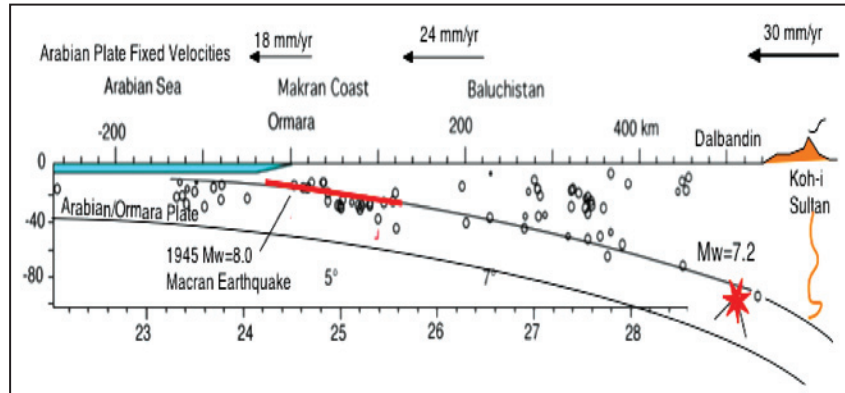 18 mm/yr
24 mm/yr
30 mm/yr
Arabian Plate Fixed Velocities
Arabian Sea
Makran Coast
Baluchistan
Ormara
-200
200
400 km
Dalbandin
0
-40
-80
Koh-i
Sultan
Arabian/Ormara Plate
1945 Mw=8.0
Macran Earthquake
5°
7°
Mw=7.2
23
24
25
26
27
28